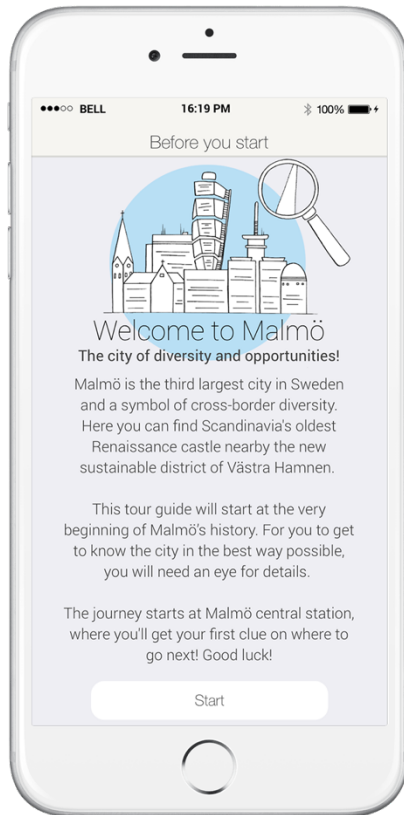 BELL 16:19 PM 100%
Before you start
Welcome to Malmö
The city of diversity and opportunities!
Malmö is the third largest city in Sweden
and a symbol of cross-border diversity.
Here you can find Scandinavia's oldest
Renaissance castle nearby the new
sustainable district of Västra Hamnen.
This tour guide will start at the very
beginning of Malmö's history. For you to get
to know the city in the best way possible,
you will need an eye for details.
The journey starts at Malmö central station,
where you'll get your first clue on where to
go next! Good luck!
Start